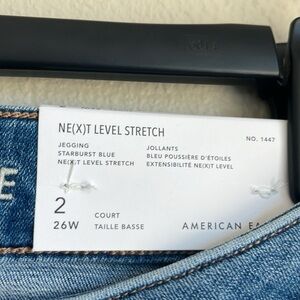 NE(X)T LEVEL STRETCH
NO. 1447
JEGGING
STARBURST BLUE
NE(X)T LEVEL STRETCH
JOLLANTS
BLEU POUSSIÈRE D'ÉTOILES
EXTENSIBILITÉ NE(X)T LEVEL
2
26W
COURT
TAILLE BASSE
AMERICAN EA
E